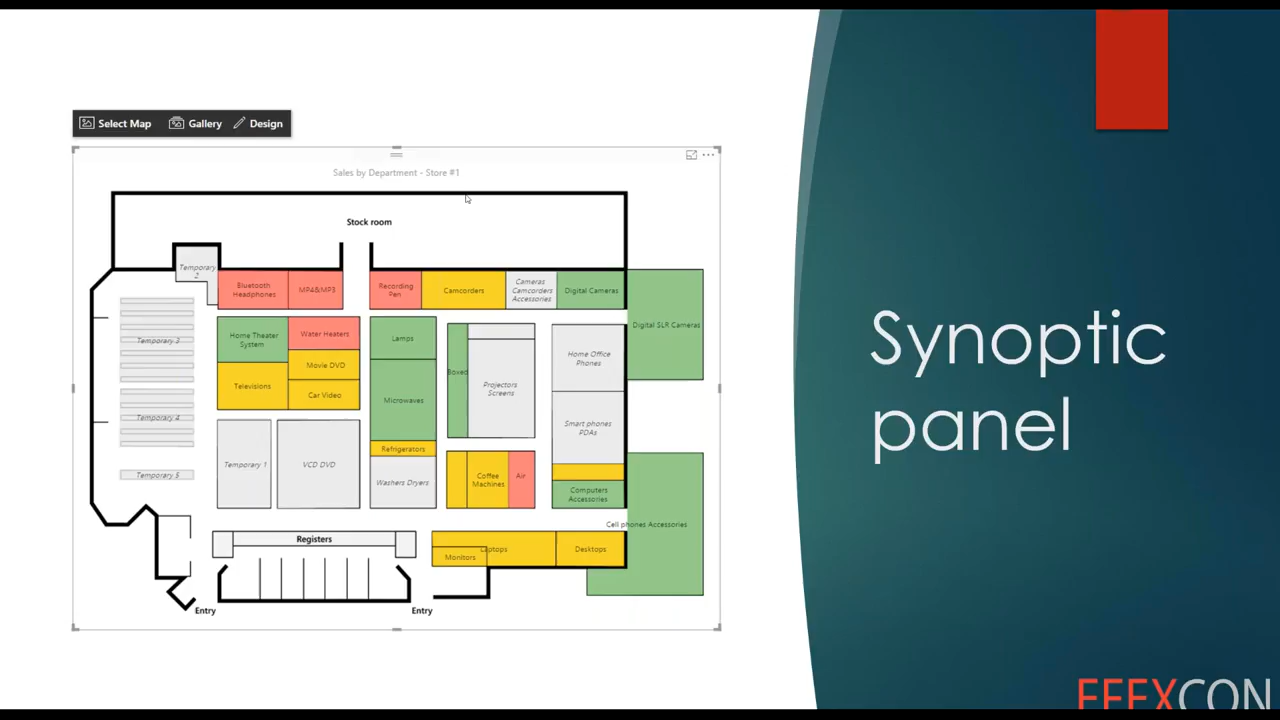 Select Map Gallery Design
Sales by Department - Store #1
Stock room
Temporary
2
Bluetooth
Headphones
MP4&MP3
Recording
Pen
Camcorders
Cameras
Camcorders
Accessories
Digital Cameras
Digital SLR Cameras
Temporary 3
Home Theater
System
Water Heaters
Movie DVD
Televisions
Car Video
Lamps
Microwaves
Boxed
Projectors
Screens
Home Office
Phones
Smart phones
PDAs
Temporary 4
Temporary 5
Temporary 1
VCD DVD
Refrigerators
Washers Dryers
Coffee
Machines
Air
Computers
Accessories
Cell phones Accessories
Registers
Laptops
Monitors
Desktops
Entry
Entry
Synoptic
panel
EFEXCON